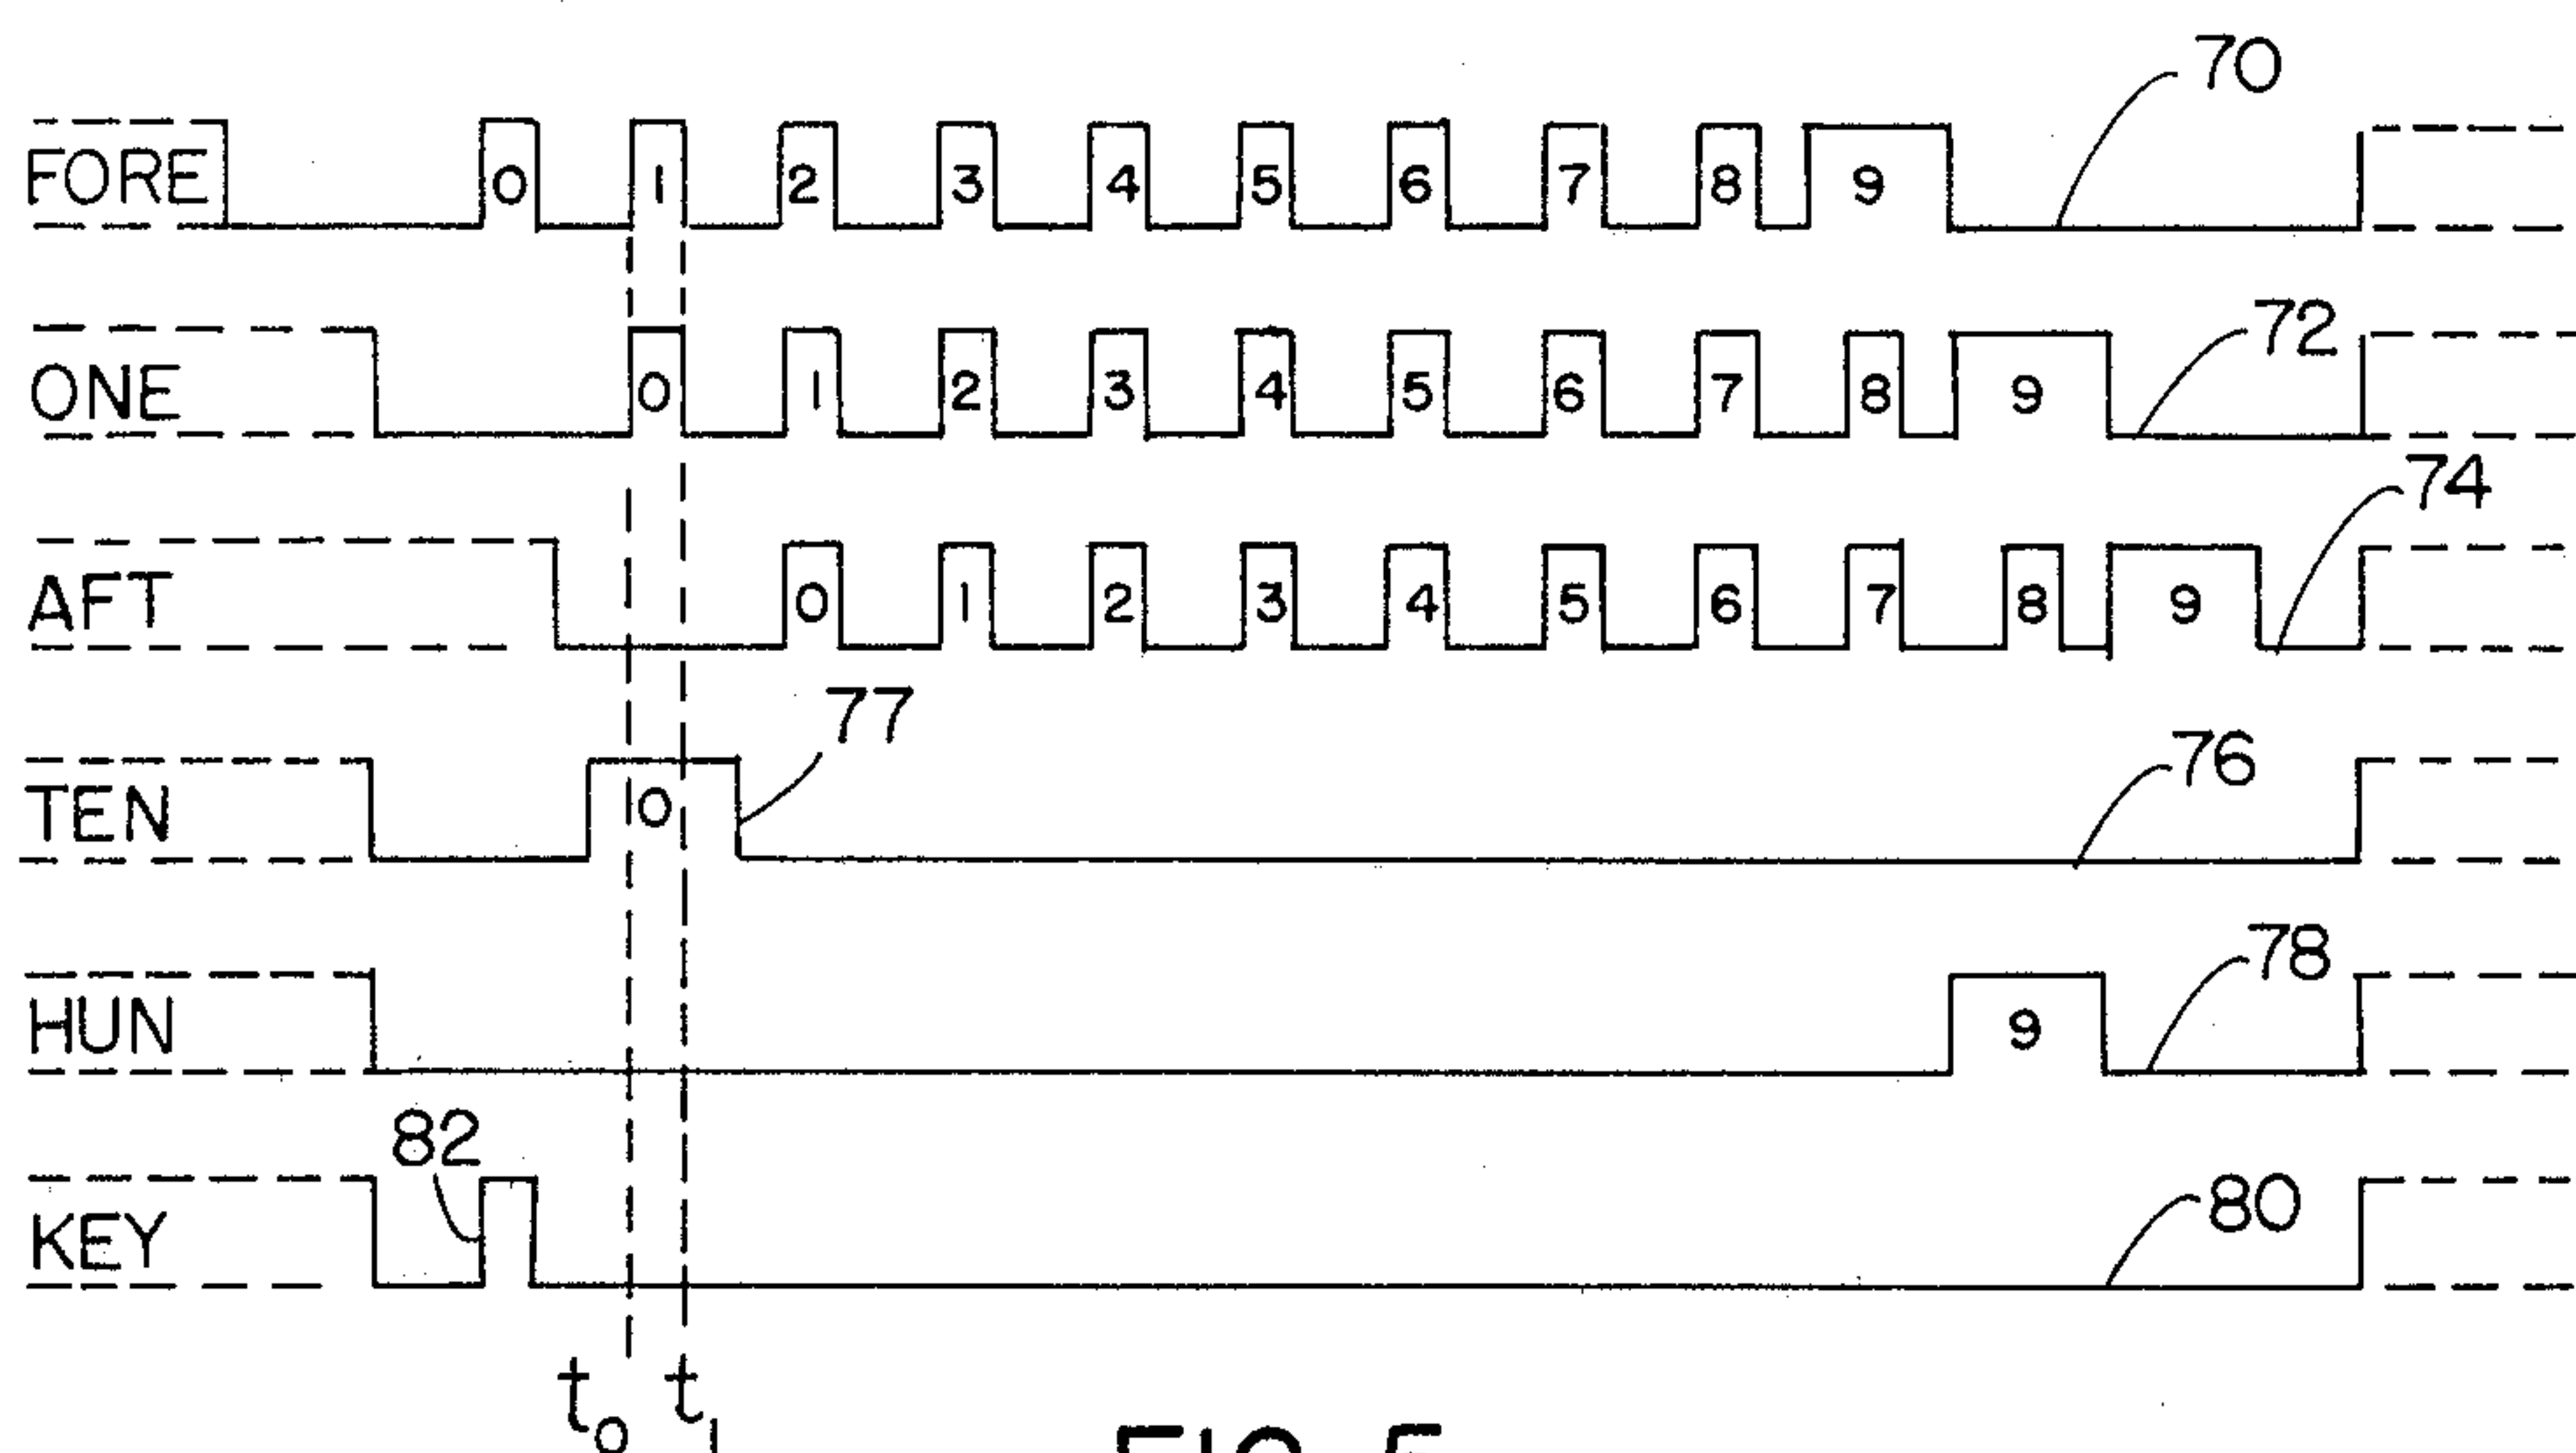 70
FORE 0 1 2 3 4 5 6 7 8 9
72
ONE 0 1 2 3 4 5 6 7 8 9
74
AFT 0 1 2 3 4 5 6 7 8 9
77
76
TEN 0
78
HUN 9
82
80
KEY
t0 t1
FIG. 5